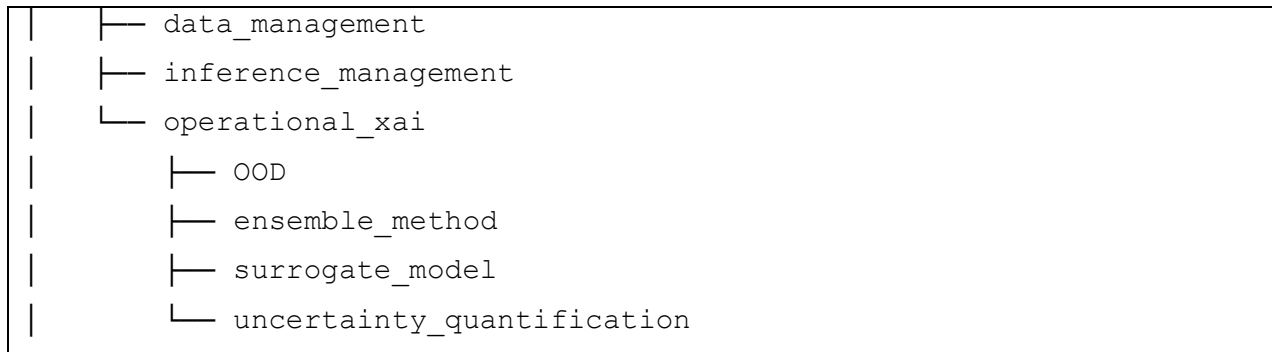 │   ├── data_management
│   ├── inference_management
│   └── operational_xai
│       ├── OOD
│       ├── ensemble_method
│       ├── surrogate_model
│       └── uncertainty_quantification